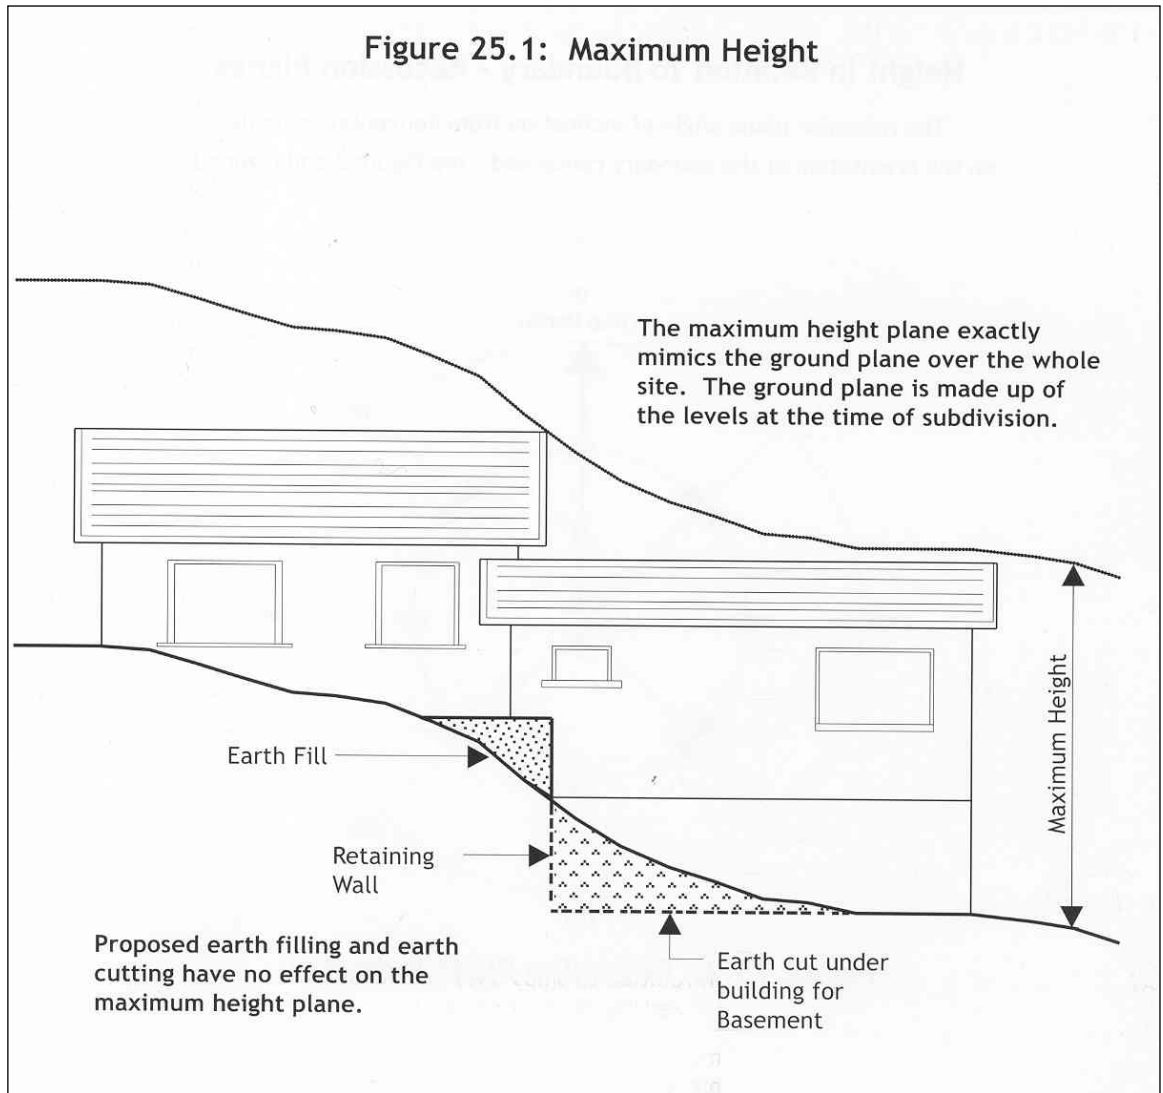 Figure 25.1: Maximum Height
The maximum height plane exactly
mimics the ground plane over the whole
site. The ground plane is made up of
the levels at the time of subdivision.
Earth Fill
Maximum Height
Retaining
Wall
Proposed earth filling and earth
cutting have no effect on the
maximum height plane.
Earth cut under
building for
Basement